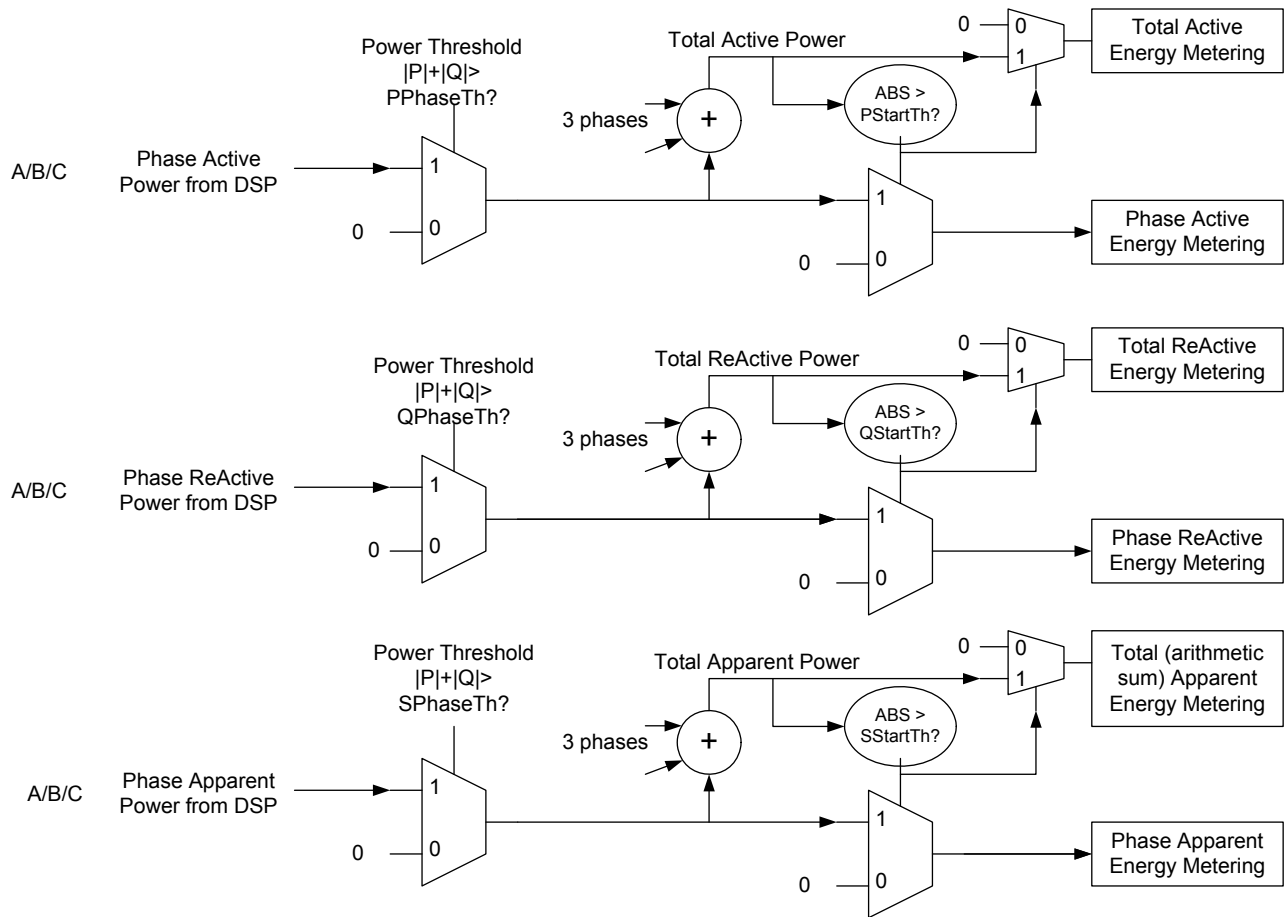 0
0
1
Total Active
Energy Metering
Power Threshold
|P|+|Q|>
PPhaseTh?
Total Active Power
ABS >
PStartTh?
3 phases
+
A/B/C
Phase Active
Power from DSP
1
0
0
1
0
0
Phase Active
Energy Metering
0
0
1
Total ReActive
Energy Metering
Power Threshold
|P|+|Q|>
QPhaseTh?
Total ReActive Power
ABS >
QStartTh?
3 phases
+
A/B/C
Phase ReActive
Power from DSP
1
0
0
1
0
0
Phase ReActive
Energy Metering
0
0
1
Total (arithmetic
sum) Apparent
Energy Metering
Power Threshold
|P|+|Q|>
SPhaseTh?
Total Apparent Power
ABS >
SStartTh?
3 phases
+
A/B/C
Phase Apparent
Power from DSP
1
0
0
1
0
0
Phase Apparent
Energy Metering